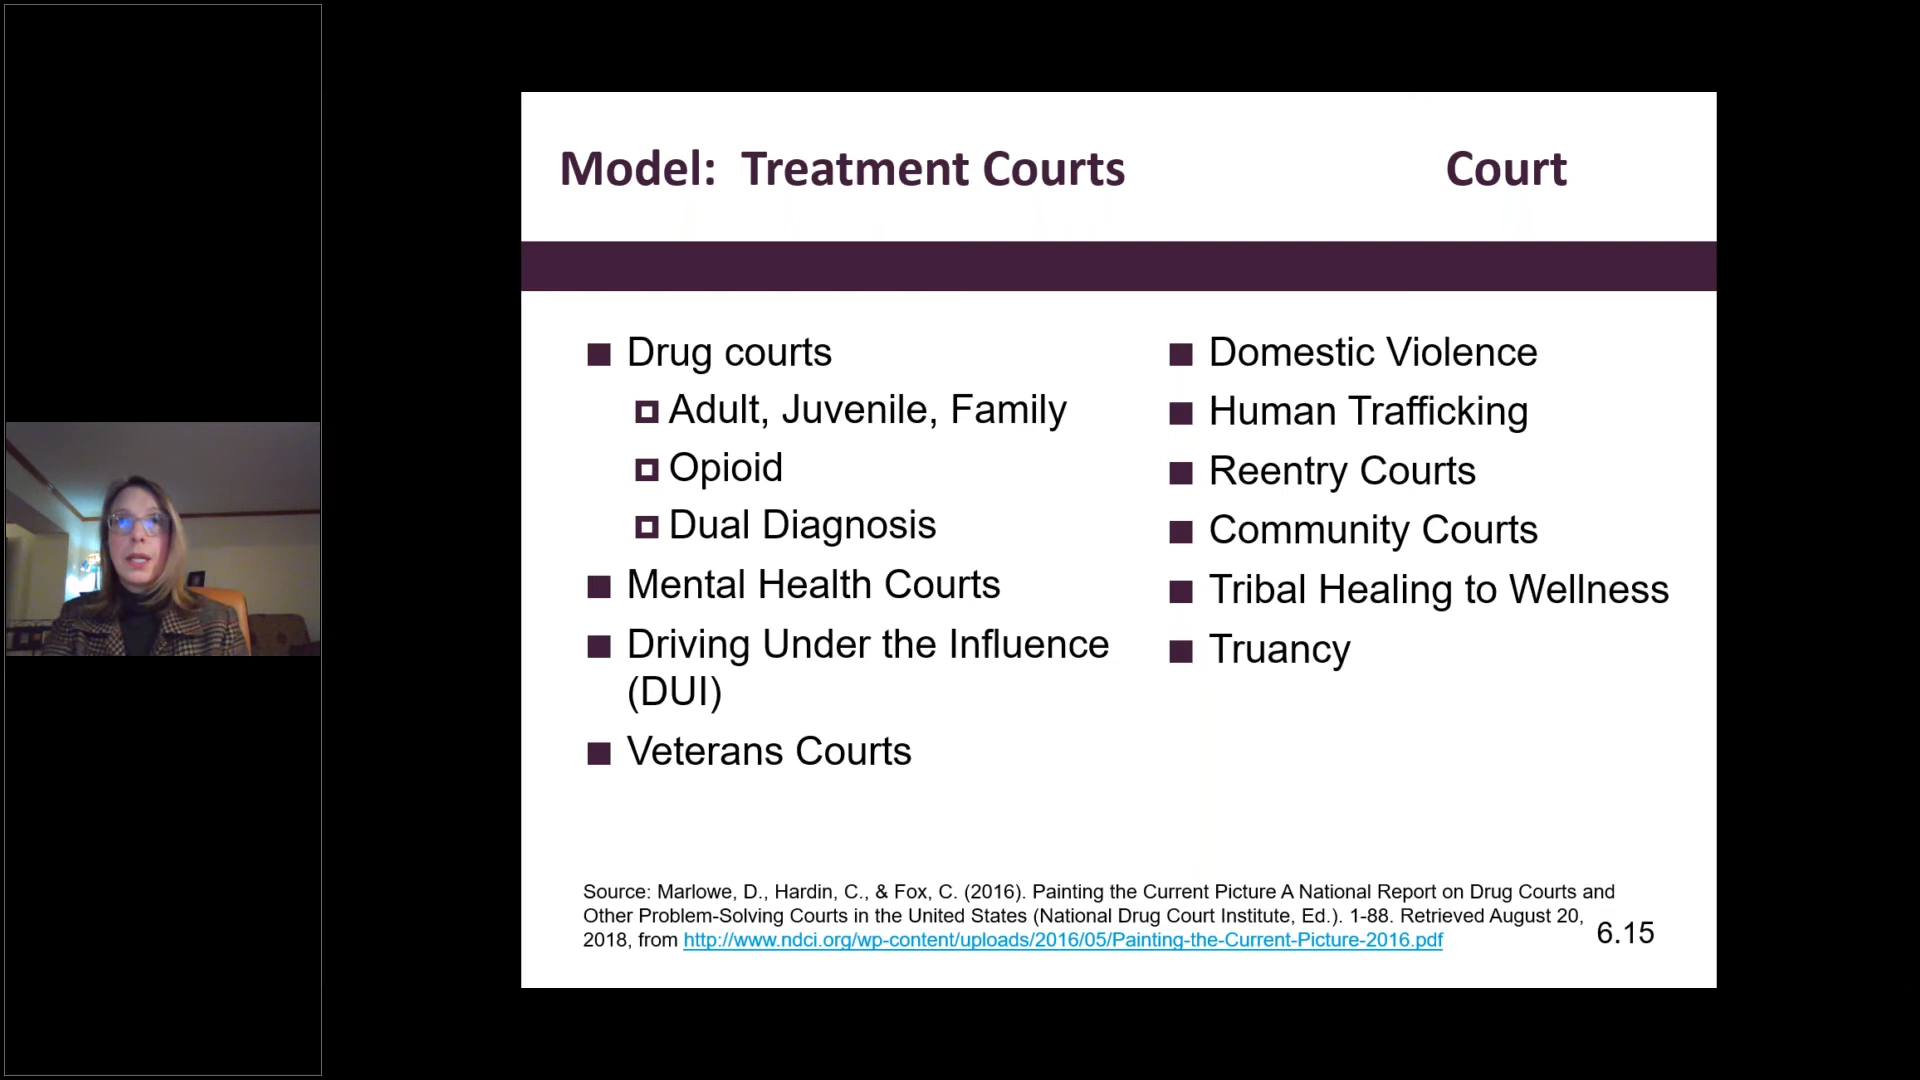 Model: Treatment Courts Court
Drug courts
Adult, Juvenile, Family
Opioid
Dual Diagnosis
Mental Health Courts
Driving Under the Influence
(DUI)
Veterans Courts
Domestic Violence
Human Trafficking
Reentry Courts
Community Courts
Tribal Healing to Wellness
Truancy
Source: Marlowe, D., Hardin, C., & Fox, C. (2016). Painting the Current Picture A National Report on Drug Courts and
Other Problem-Solving Courts in the United States (National Drug Court Institute, Ed.). 1-88. Retrieved August 20,
2018, from http://www.ndci.org/wp-content/uploads/2016/05/Painting-the-Current-Picture-2016.pdf
6.15